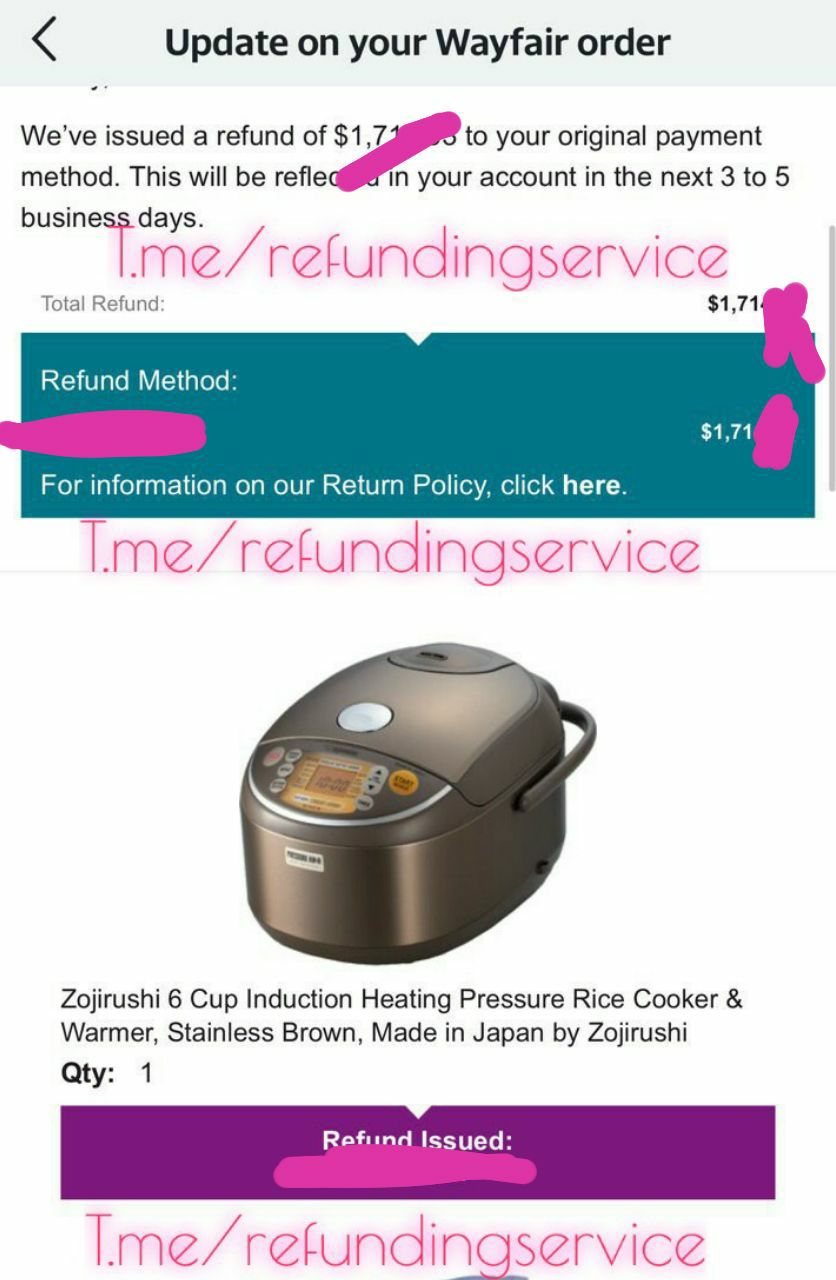 Update on your Wayfair order
We've issued a refund of $1,71 to your original payment
method. This will be in your account in the next 3 to 5
business days.
T.me/refundingservice
Total Refund: $1,71
Refund Method:
$1,71
For information on our Return Policy, click here.
T.me/refundingservice
START
Zojirushi 6 Cup Induction Heating Pressure Rice Cooker &
Warmer, Stainless Brown, Made in Japan by Zojirushi
Qty: 1
Refund Issued:
T.me/refundingservice